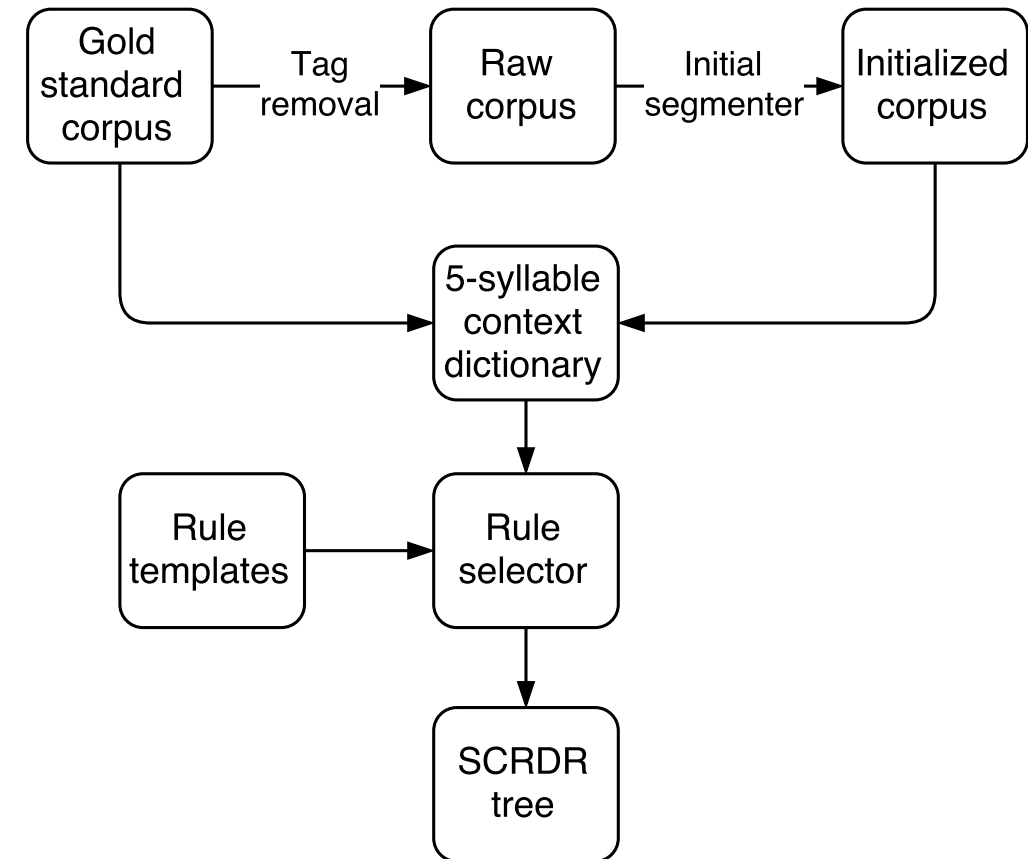 Gold
standard
corpus
Tag
removal
Raw
corpus
Initial
segmenter
Initialized
corpus
5-syllable
context
dictionary
Rule
templates
Rule
selector
SCRDR
tree